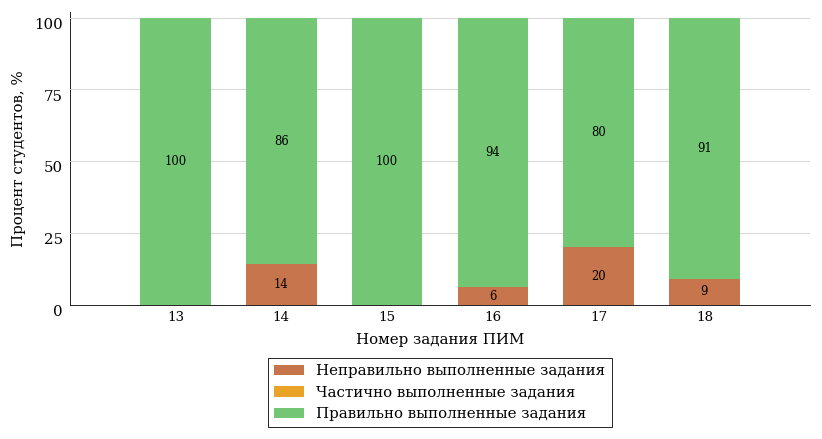 100
75
50
25
0
Процент студентов, %
100
86
14
100
94
6
80
20
91
9
13 14 15 16 17 18
Номер задания ПИМ
Неправильно выполненные задания
Частично выполненные задания
Правильно выполненные задания